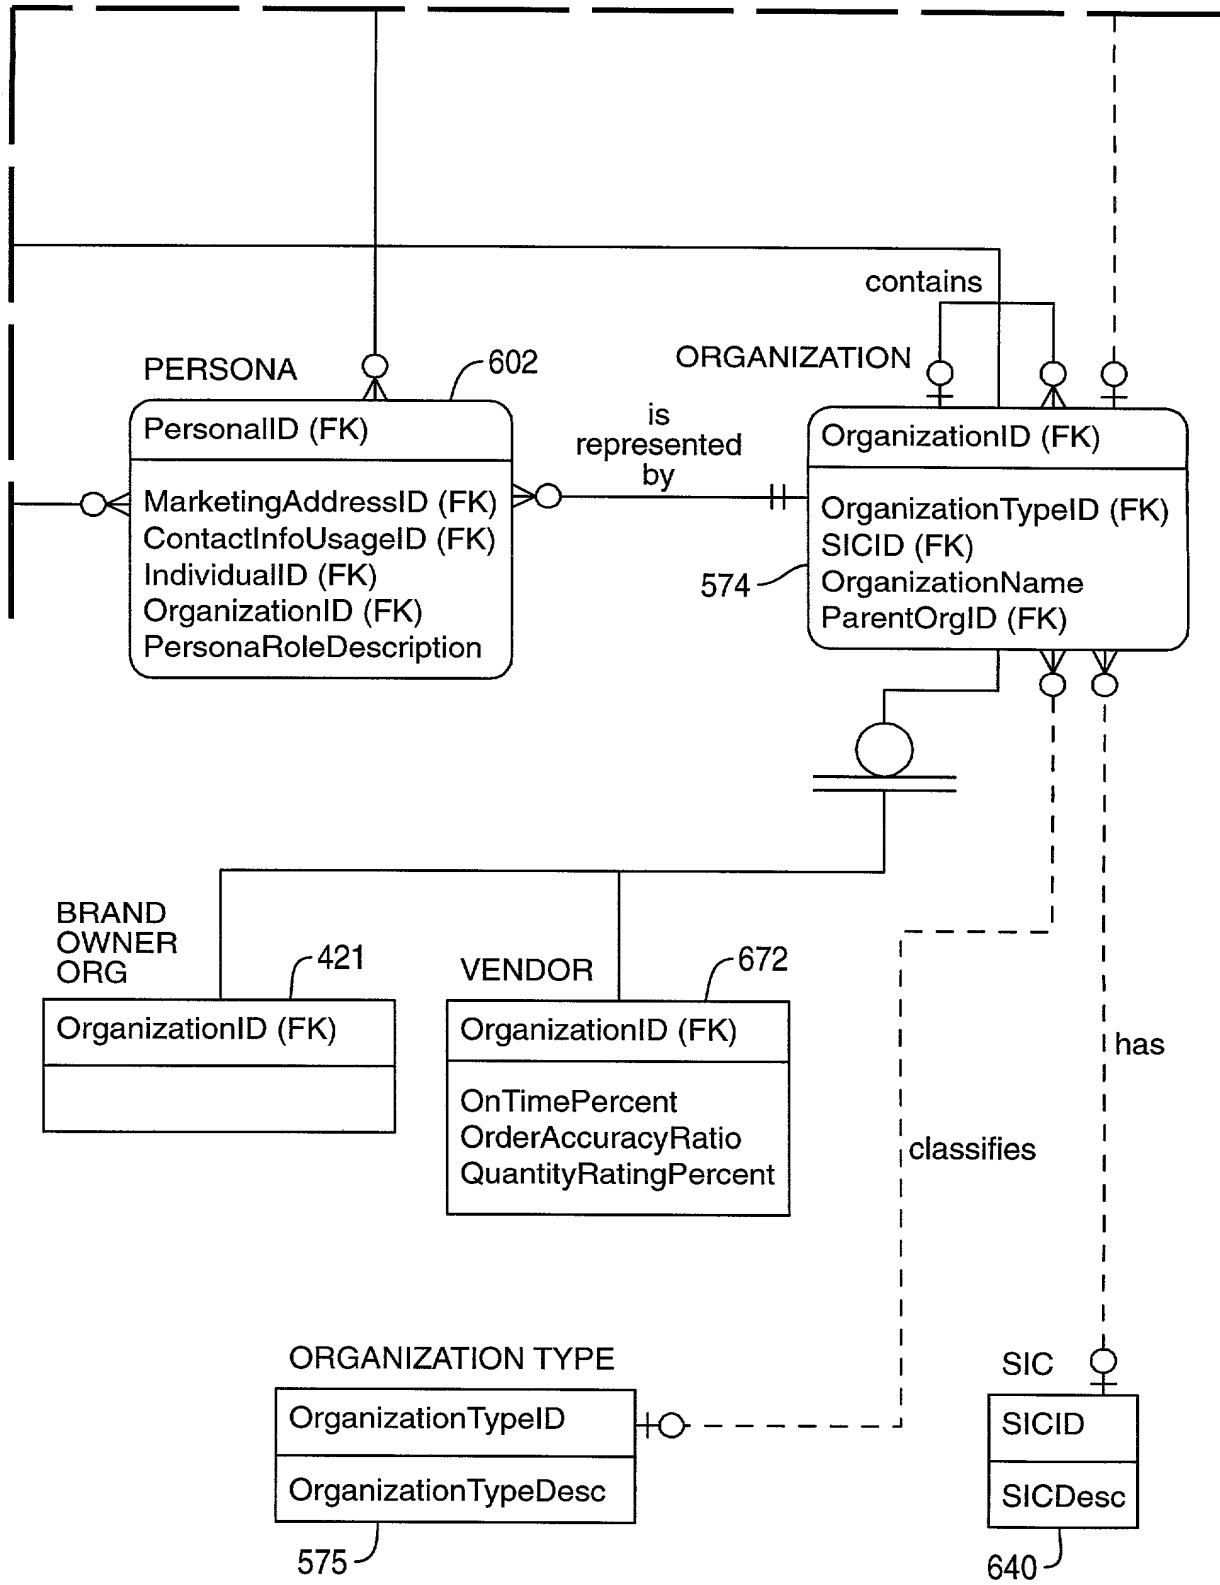 contains
PERSONA
602
ORGANIZATION
PersonalID (FK)
is
represented
by
OrganizationID (FK)
MarketingAddressID (FK)
ContactInfoUsageID (FK)
IndividualID (FK)
OrganizationID (FK)
PersonaRoleDescription
OrganizationTypeID (FK)
SICID (FK)
OrganizationName
ParentOrgID (FK)
574
BRAND
OWNER
ORG
421
VENDOR
672
OrganizationID (FK)
OrganizationID (FK)
OnTimePercent
OrderAccuracyRatio
QuantityRatingPercent
has
classifies
ORGANIZATION TYPE
OrganizationTypeID
OrganizationTypeDesc
575
SIC
SICID
SICDesc
640